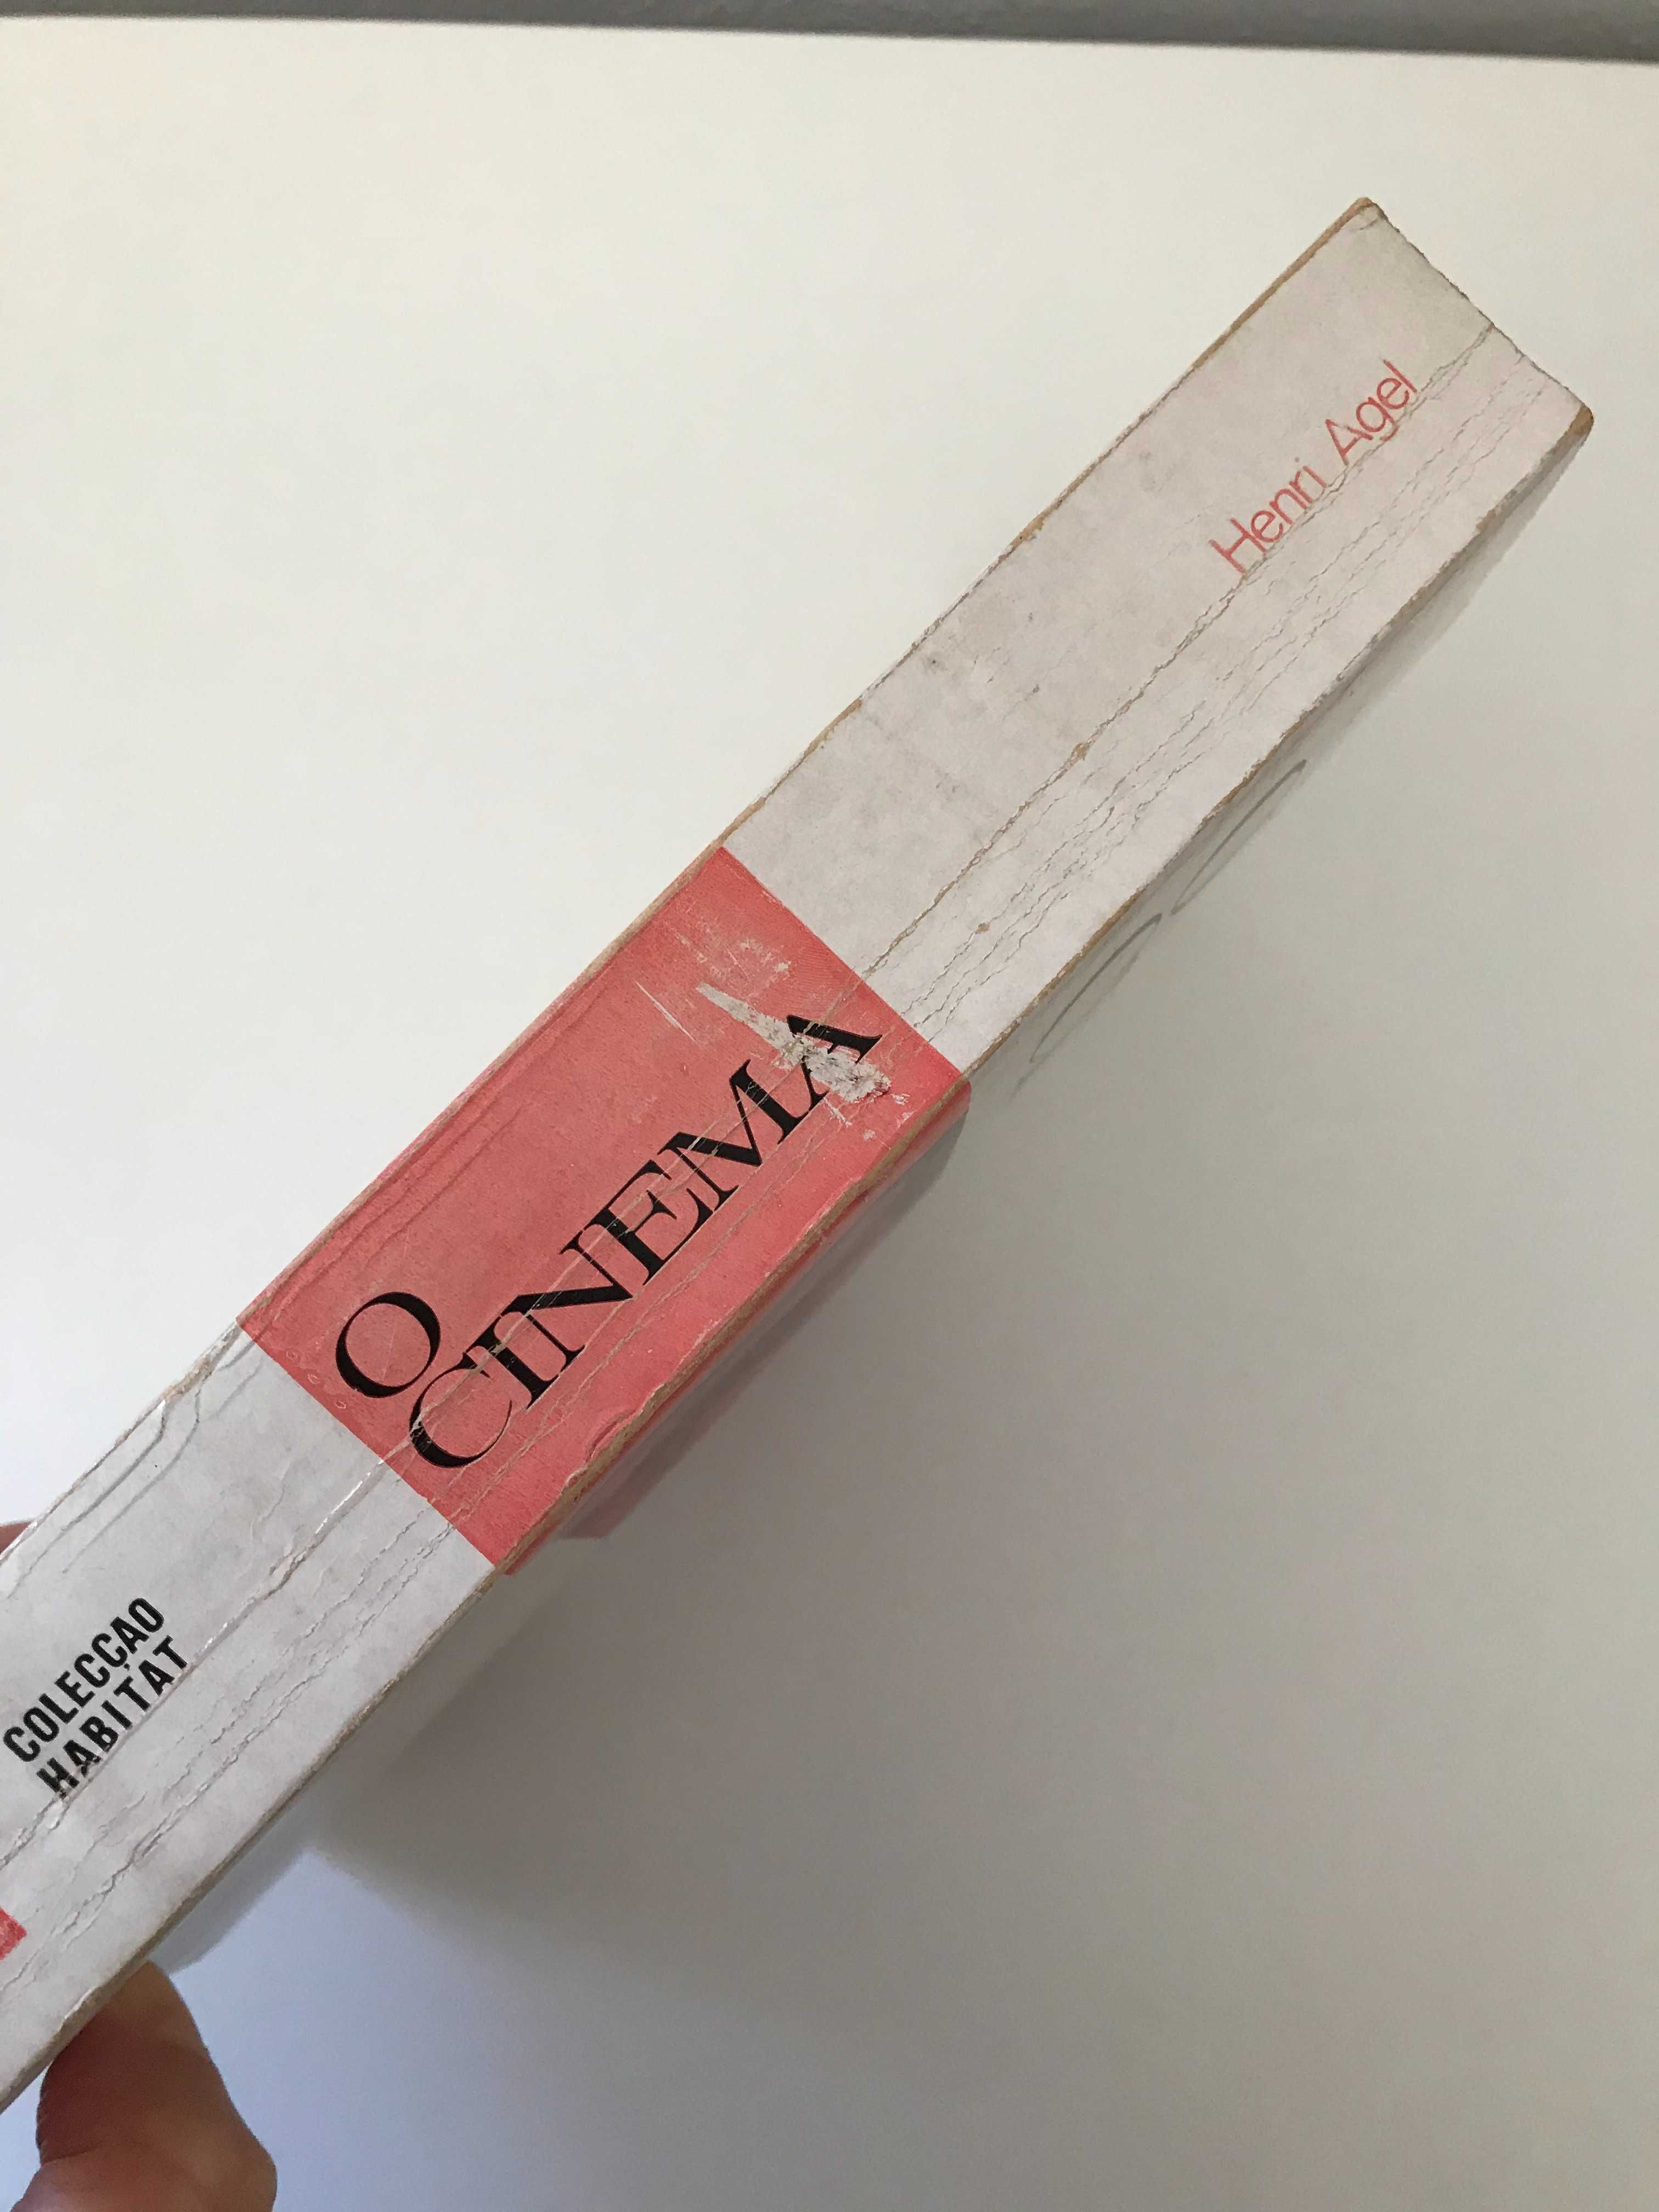 Henri Agel
O
CINEMA
COLECÇAO
HABITAT